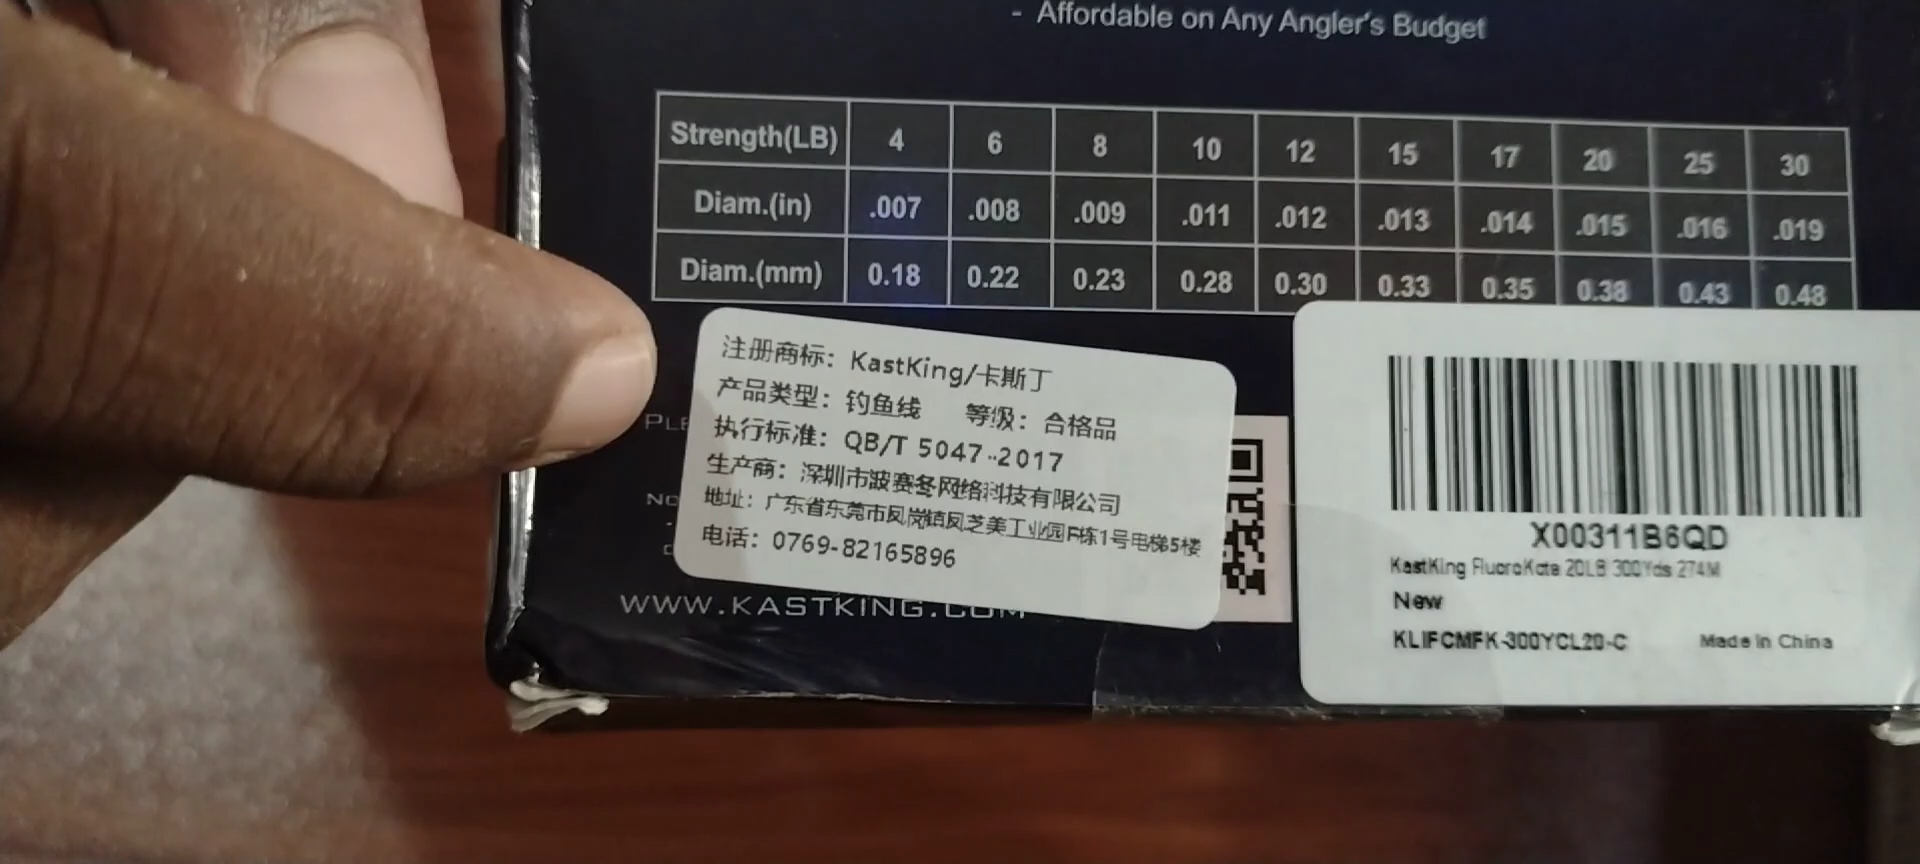 - Affordable on Any Angler's Budget
Strength(LB) 4 6 8 10 12 15 17 20 25 30
Diam.(in) .007 .008 .009 .011 .012 .013 .014 .015 .016 .019
Diam.(mm) 0.18 0.22 0.23 0.28 0.30 0.33 0.35 0.38 0.43 0.48
注册商标：KastKing/卡斯丁
产品类型：钓鱼线 等级：合格品
执行标准：QB/T 5047-2017
生产商：深圳市波赛冬网络科技有限公司
地址：广东省东莞市凤岗镇凤芝美工业园F栋1号电梯5楼
电话：0769-82165896
WWW.KASTKING.COM
X00311B6QD
KastKing FluoroKote 20LB 300Yds 274M
New
KLIFCMFK-300YCL20-C Made In China